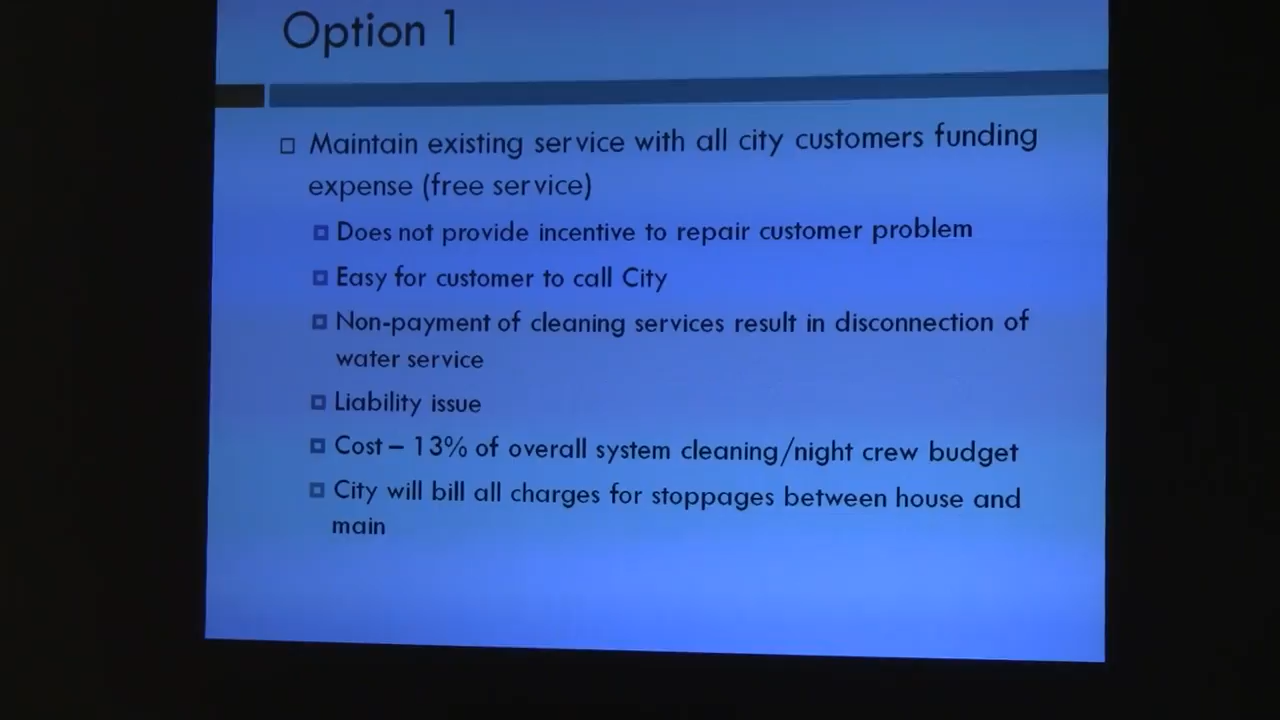 Option 1
Maintain existing service with all city customers funding
expense (free service)
Does not provide incentive to repair customer problem
Easy for customer to call City
Non-payment of cleaning services result in disconnection of
water service
Liability issue
Cost – 13% of overall system cleaning/night crew budget
City will bill all charges for stoppages between house and
main